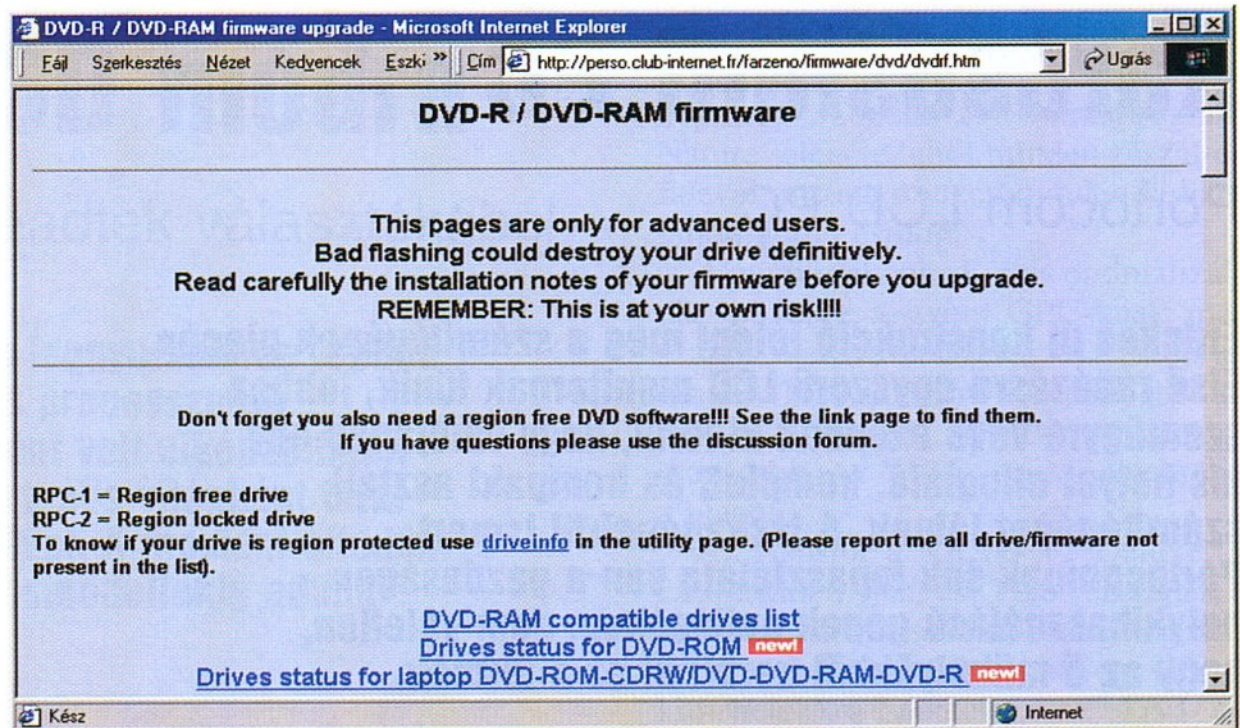 DVD-R / DVD-RAM firmware upgrade - Microsoft Internet Explorer
Fájl Szerkesztés Nézet Kedvencek Eszkö » Cím http://perso.club-internet.fr/farzeno/firmware/dvd/dvdrf.htm Ugrás
DVD-R / DVD-RAM firmware
This pages are only for advanced users.
Bad flashing could destroy your drive definitively.
Read carefully the installation notes of your firmware before you upgrade.
REMEMBER: This is at your own risk!!!!
Don't forget you also need a region free DVD software!!! See the link page to find them.
If you have questions please use the discussion forum.
RPC-1 = Region free drive
RPC-2 = Region locked drive
To know if your drive is region protected use driveinfo in the utility page. (Please report me all drive/firmware not
present in the list).
DVD-RAM compatible drives list
Drives status for DVD-ROM new!
Drives status for laptop DVD-ROM-CDRW/DVD-DVD-RAM-DVD-R new!
Kész Internet